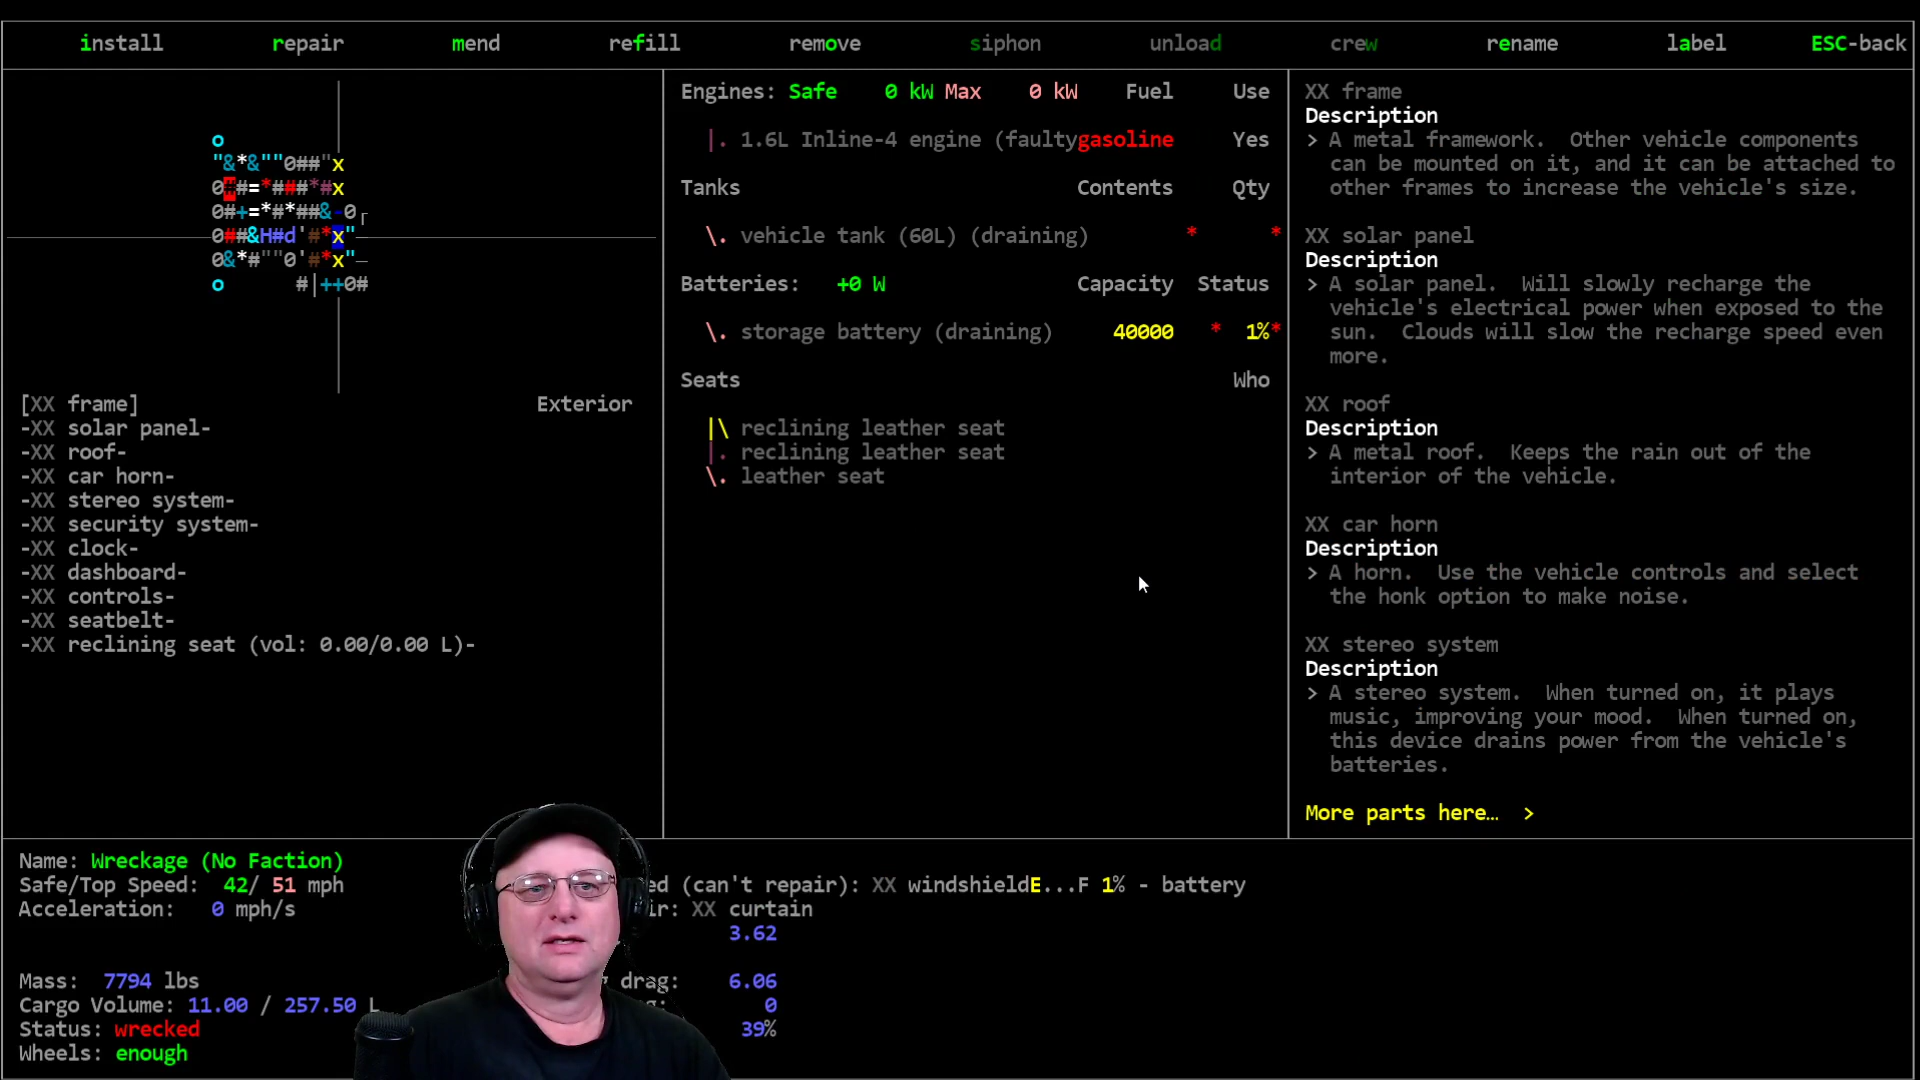 install repair mend refill remove siphon unload crew rename label ESC-back
Engines: Safe 0 kW Max 0 kW Fuel Use
|. 1.6L Inline-4 engine (faultygasoline Yes
Tanks Contents Qty
\. vehicle tank (60L) (draining) * *
Batteries: +0 W Capacity Status
\. storage battery (draining) 40000 * 1%*
Seats Who
|\ reclining leather seat
|. reclining leather seat
\. leather seat
[XX frame] Exterior
-XX solar panel-
-XX roof-
-XX car horn-
-XX stereo system-
-XX security system-
-XX clock-
-XX dashboard-
-XX controls-
-XX seatbelt-
-XX reclining seat (vol: 0.00/0.00 L)-
XX frame
Description
> A metal framework. Other vehicle components
can be mounted on it, and it can be attached to
other frames to increase the vehicle's size.
XX solar panel
Description
> A solar panel. Will slowly recharge the
vehicle's electrical power when exposed to the
sun. Clouds will slow the recharge speed even
more.
XX roof
Description
> A metal roof. Keeps the rain out of the
interior of the vehicle.
XX car horn
Description
> A horn. Use the vehicle controls and select
the honk option to make noise.
XX stereo system
Description
> A stereo system. When turned on, it plays
music, improving your mood. When turned on,
this device drains power from the vehicle's
batteries.
More parts here… >
Name: Wreckage (No Faction)
Safe/Top Speed: 42/ 51 mph
Acceleration: 0 mph/s
Mass: 7794 lbs
Cargo Volume: 11.00 / 257.50 L
Status: wrecked
Wheels: enough
ed (can't repair): XX windshieldE...F 1% - battery
ir: XX curtain
3.62
drag: 6.06
0
39%